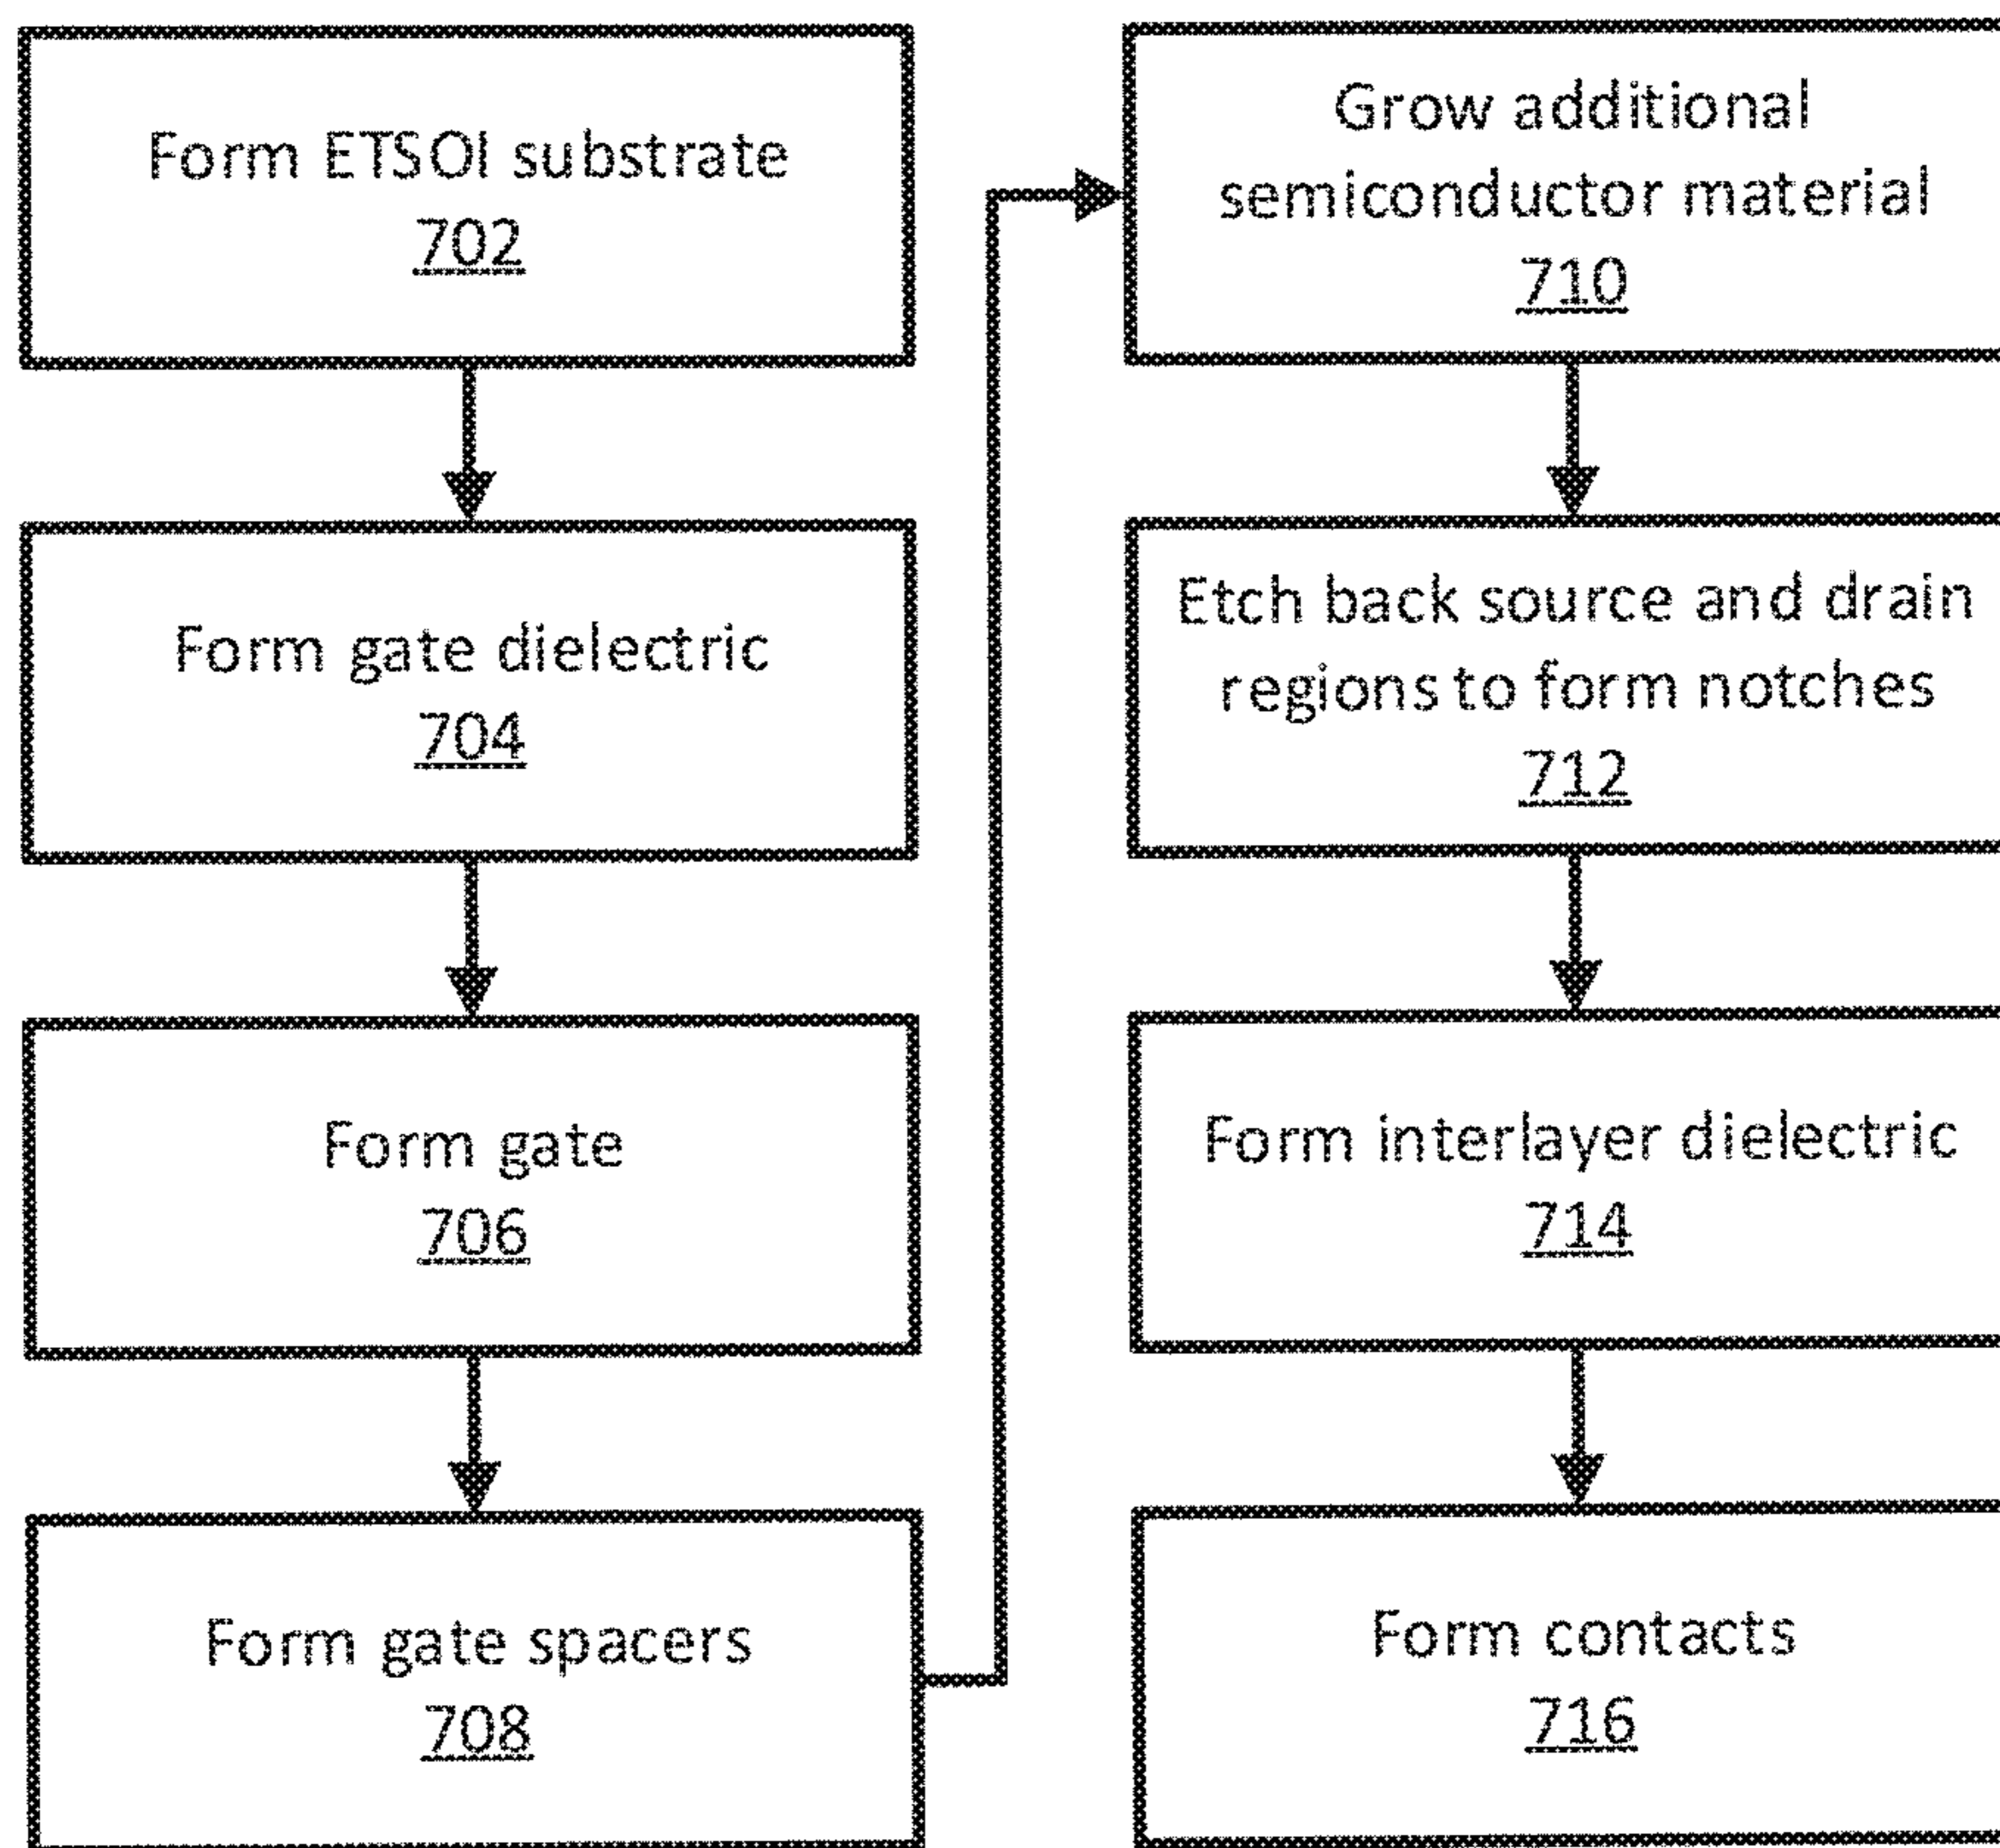 Form ETSOI substrate
702
Form gate dielectric
704
Form gate
706
Form gate spacers
708
Grow additional
semiconductor material
710
Etch back source and drain
regions to form notches
712
Form interlayer dielectric
714
Form contacts
716